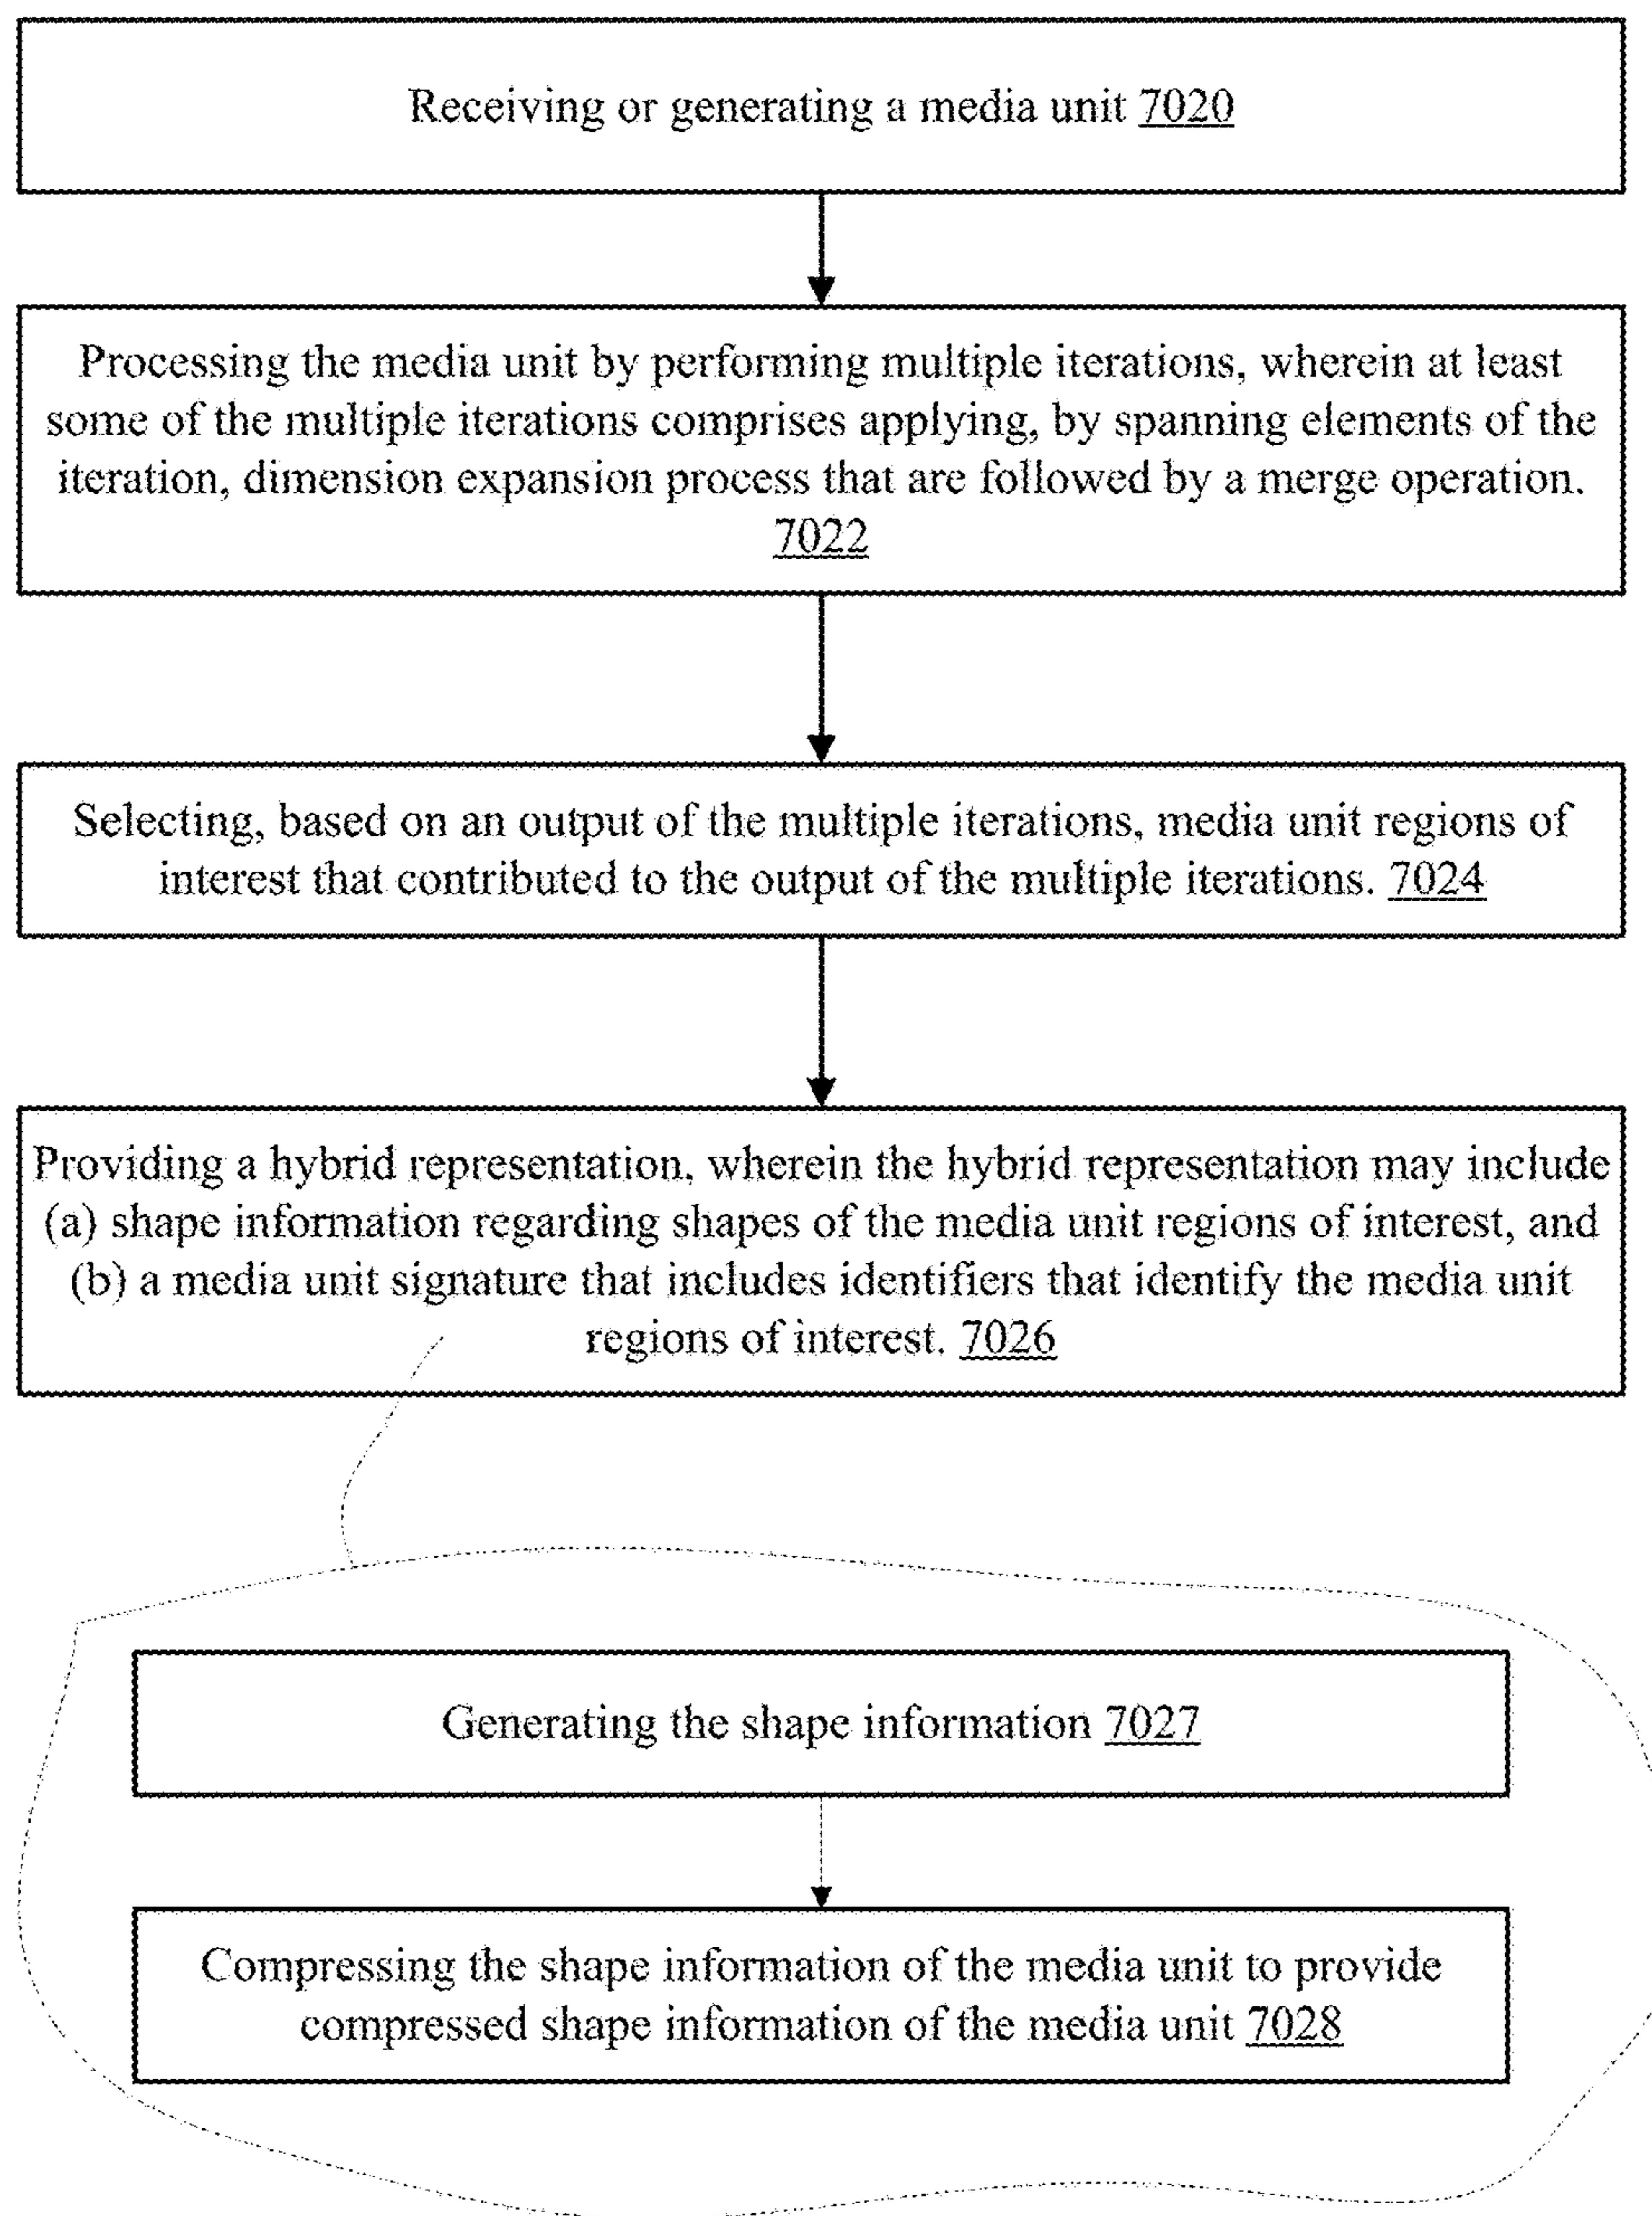 Receiving or generating a media unit 7020
Processing the media unit by performing multiple iterations, wherein at least
some of the multiple iterations comprises applying, by spanning elements of the
iteration, dimension expansion process that are followed by a merge operation.
7022
Selecting, based on an output of the multiple iterations, media unit regions of
interest that contributed to the output of the multiple iterations. 7024
Providing a hybrid representation, wherein the hybrid representation may include
(a) shape information regarding shapes of the media unit regions of interest, and
(b) a media unit signature that includes identifiers that identify the media unit
regions of interest. 7026
Generating the shape information 7027
Compressing the shape information of the media unit to provide
compressed shape information of the media unit 7028